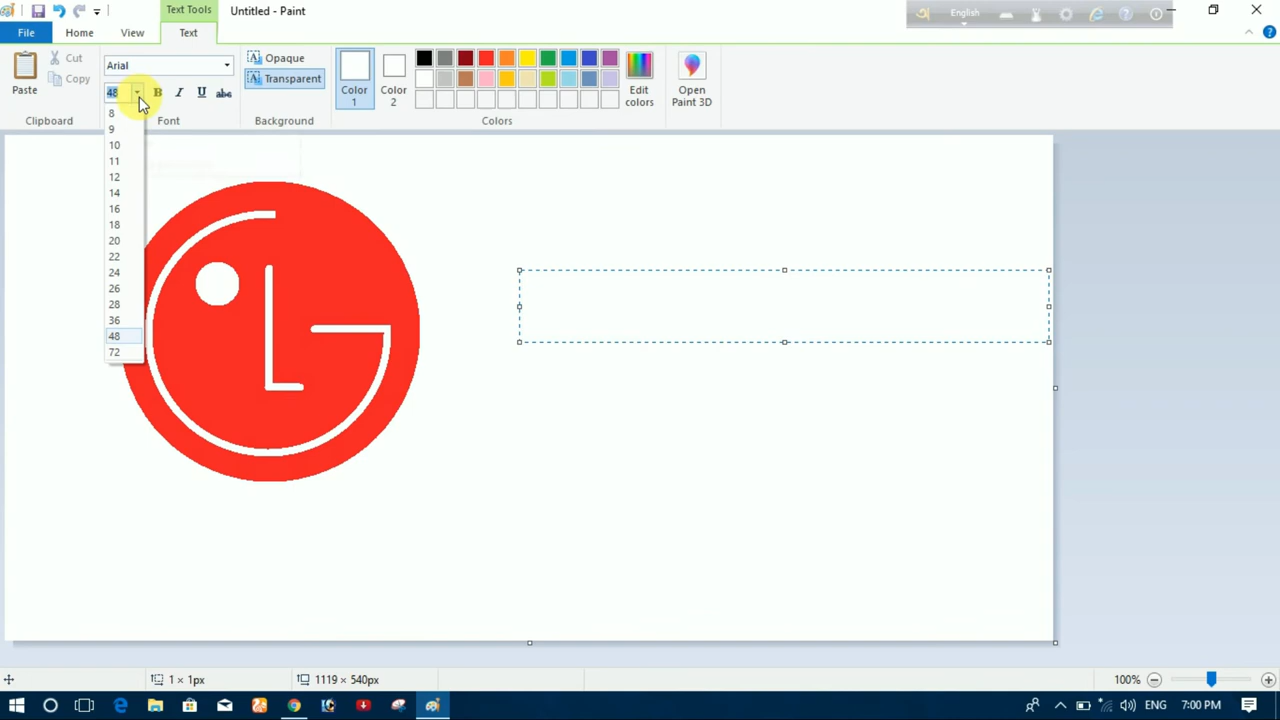 Text Tools
Untitled - Paint
English
File
Home
View
Text
Paste
Cut
Copy
Clipboard
Arial
48
B
I
U
abc
Font
8
9
10
11
12
14
16
18
20
22
24
26
28
36
48
72
Opaque
Transparent
Background
Color 1
Color 2
Edit colors
Colors
Open Paint 3D
LG
1 × 1px
1119 × 540px
100%
ENG
7:00 PM